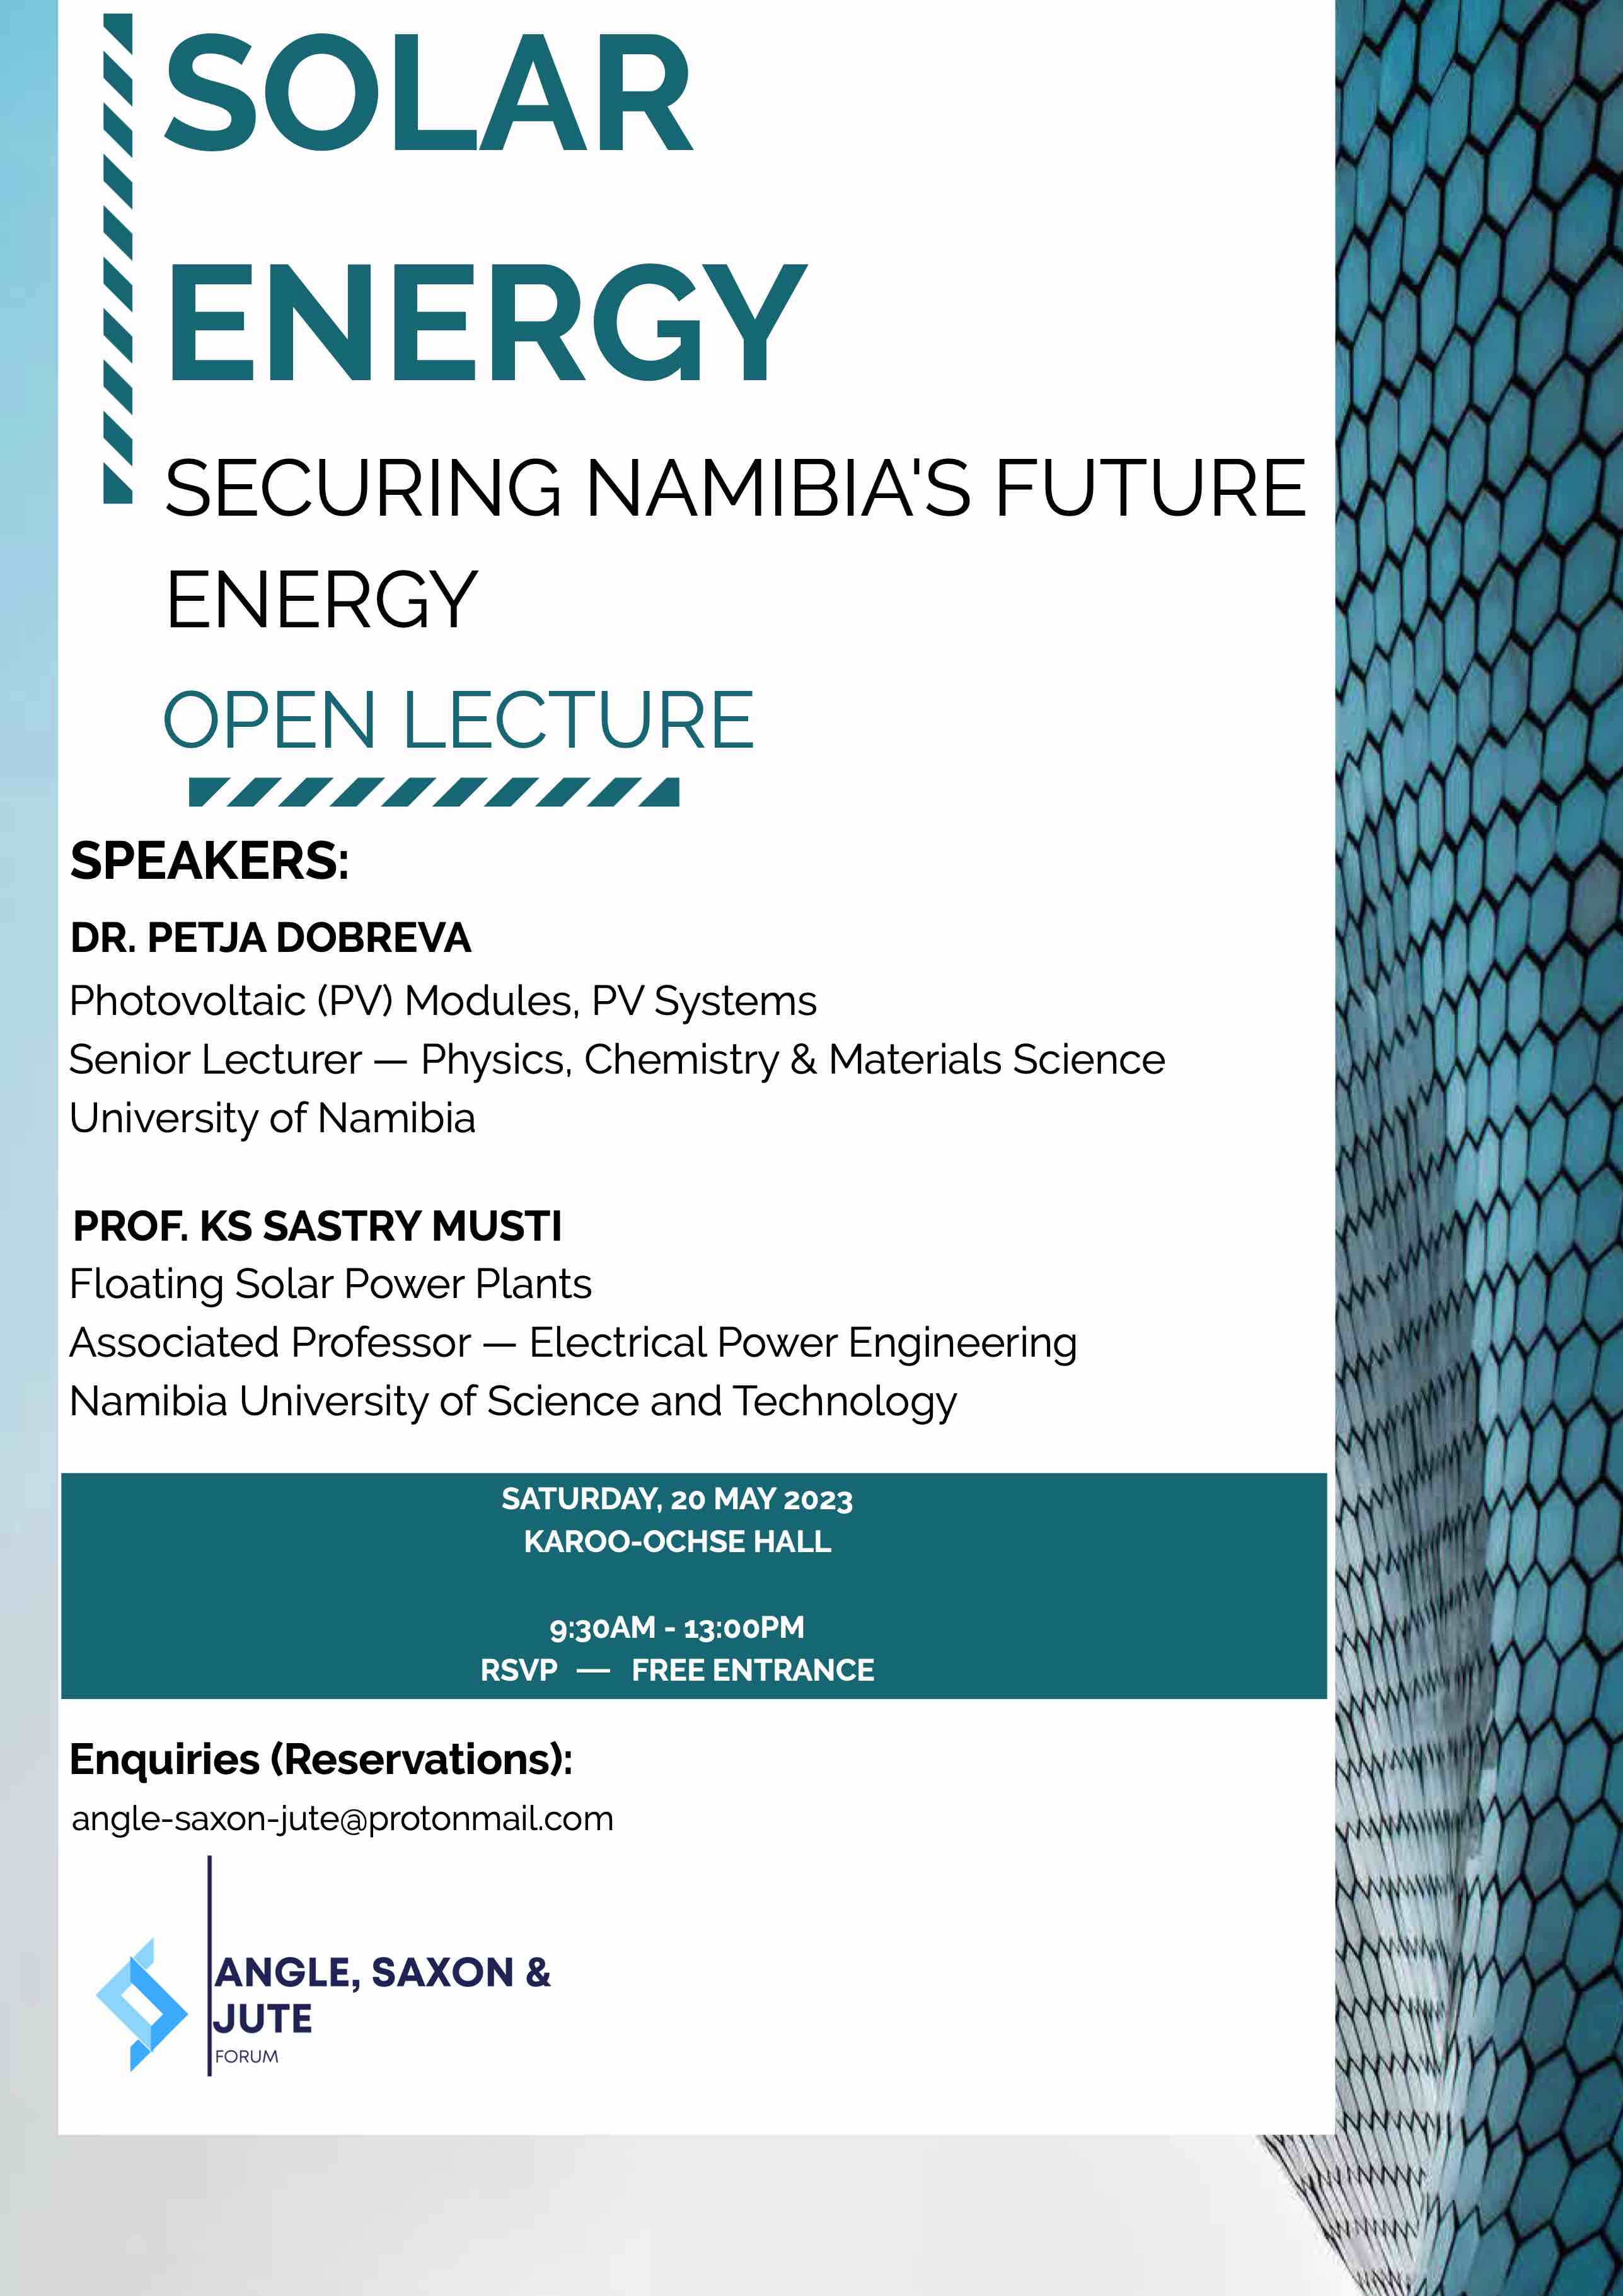 SOLAR
ENERGY
SECURING NAMIBIA'S FUTURE
ENERGY
OPEN LECTURE
SPEAKERS:
DR. PETJA DOBREVA
Photovoltaic (PV) Modules, PV Systems
Senior Lecturer — Physics, Chemistry & Materials Science
University of Namibia
PROF. KS SASTRY MUSTI
Floating Solar Power Plants
Associated Professor — Electrical Power Engineering
Namibia University of Science and Technology
SATURDAY, 20 MAY 2023
KAROO-OCHSE HALL
9:30AM - 13:00PM
RSVP — FREE ENTRANCE
Enquiries (Reservations):
angle-saxon-jute@protonmail.com
ANGLE, SAXON &
JUTE
FORUM